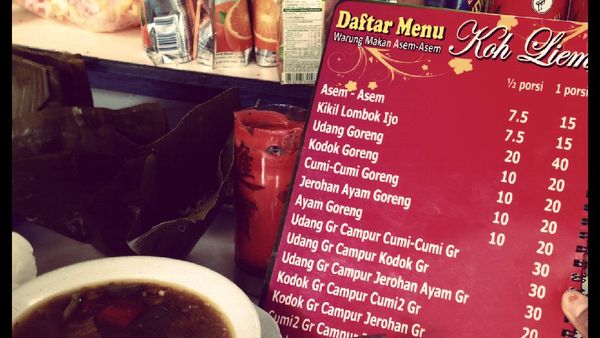 Daftar Menu
Warung Makan Asem-Asem
Koh Liem
½ porsi 1 porsi
Asem - Asem 7.5 15
Kikil Lombok Ijo 7.5 15
Udang Goreng 20 40
Kodok Goreng 10 20
Cumi-Cumi Goreng 10 20
Jerohan Ayam Goreng 10 20
Ayam Goreng 10 20
Udang Gr Campur Cumi-Cumi Gr 30
Udang Gr Campur Kodok Gr 30
Udang Gr Campur Jerohan Ayam Gr 30
Kodok Gr Campur Cumi2 Gr 30
Kodok Gr Campur Jerohan Gr
Cumi2 Gr Campur